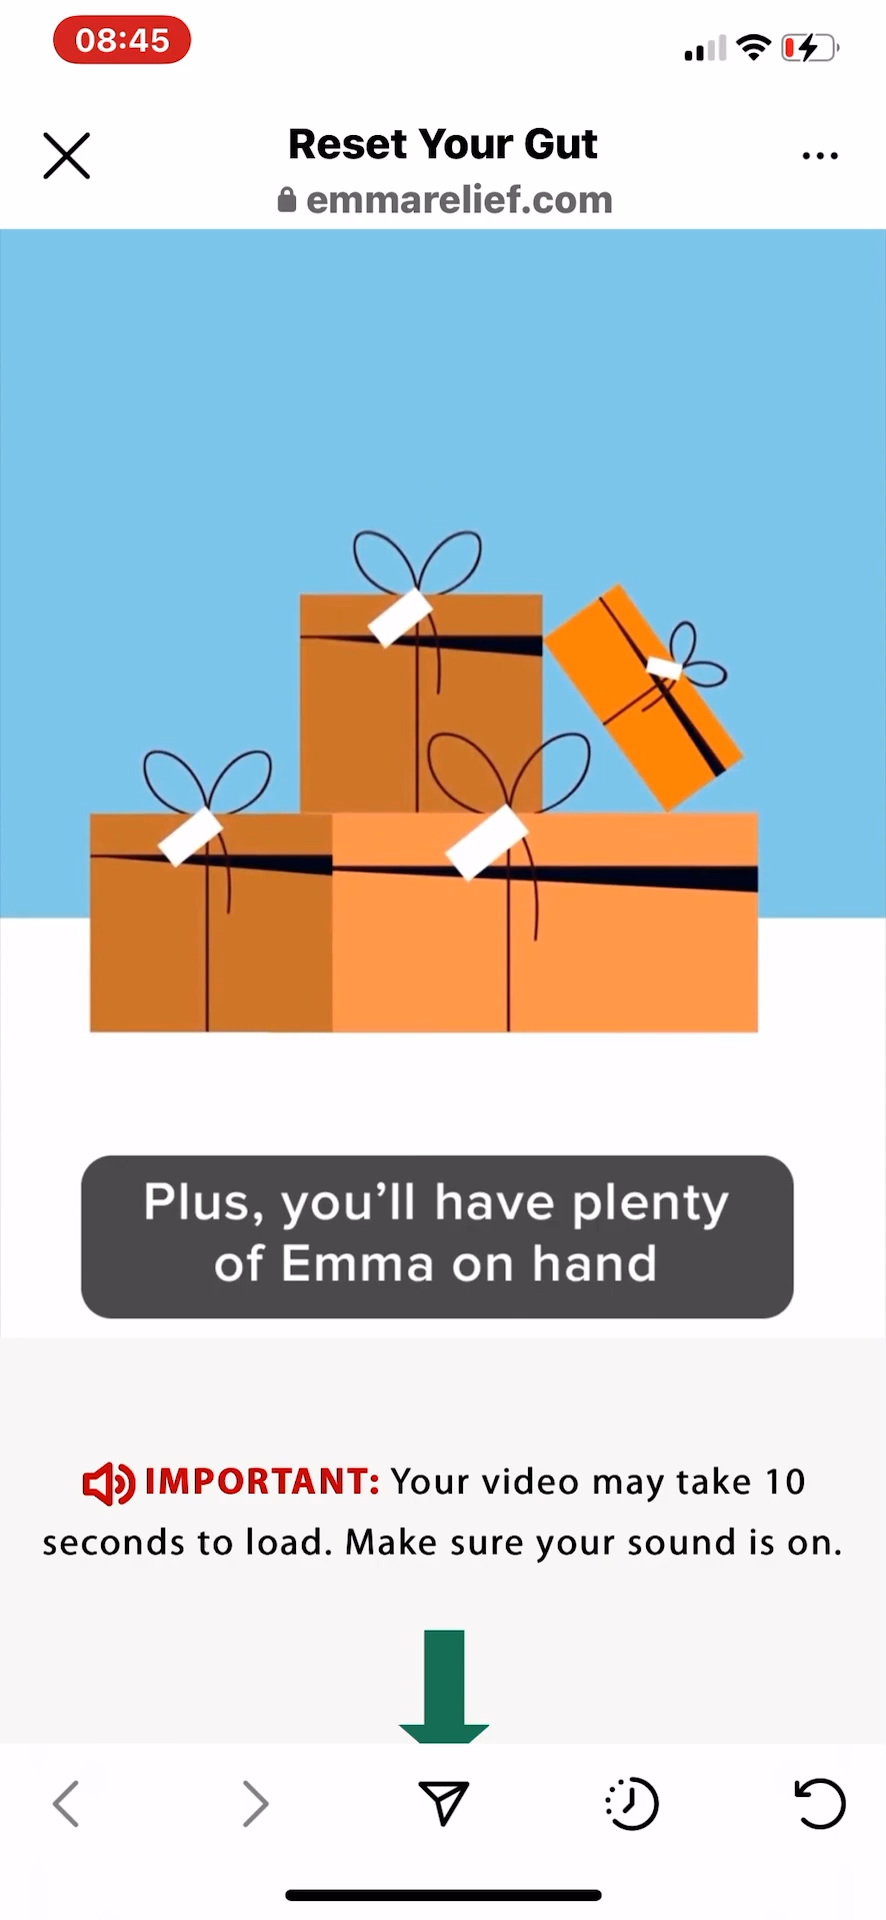 08:45
Reset Your Gut
emmarelief.com
Plus, you’ll have plenty
of Emma on hand
IMPORTANT: Your video may take 10
seconds to load. Make sure your sound is on.